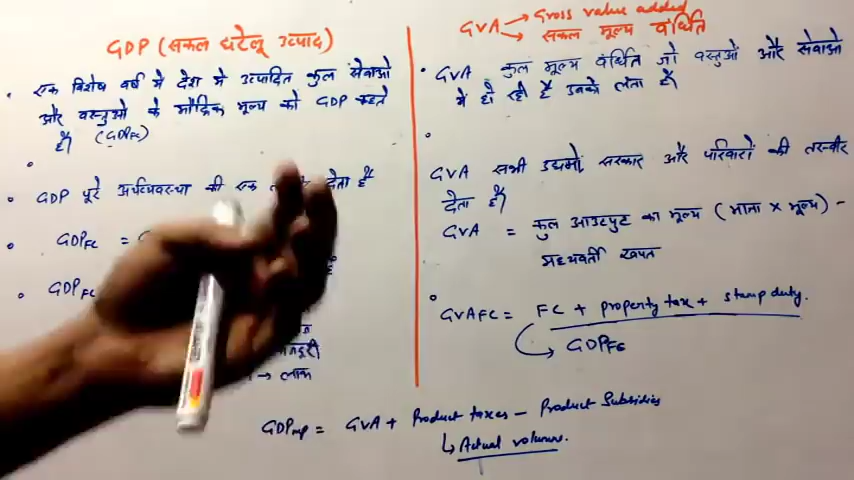 GDP (सकल घरेलू उत्पाद)
एक विशेष वर्ष में देश में उत्पादित कुल सेवाओ
और वस्तुओ के मौद्रिक मूल्य को GDP कहते
है। (GDPFC)
GDP पूरे अर्थव्यवस्था की एक देता है
GDPFC =
GDPFC
मजदूरी
→ लाभ
GVA → Gross value added
→ सकल मूल्य वर्धित
GVA कुल मूल्य वर्धित जो वस्तुओं और सेवाओ
में हो रही है उनको लेता है।
GVA सभी उद्यमो, सरकार और परिवारों की तस्वीर
देता है।
GVA = कुल आउटपुट का मूल्य (मात्रा × मूल्य) -
मध्यवर्ती खपत
GVAFC = FC + property tax + stamp duty.
→ GDPFC
GDPmp = GVA + Product taxes - Product Subsidies
↳ Actual volumns.